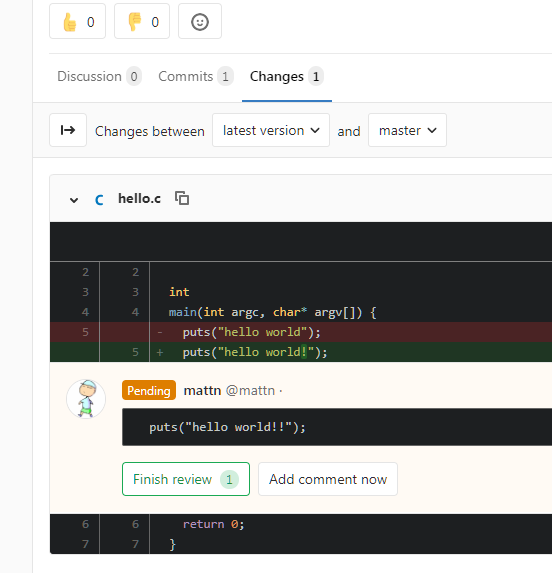 👍 0 👎 0
Discussion 0 Commits 1 Changes 1
Changes between latest version and master
C hello.c
2 2
3 3 int
4 4 main(int argc, char* argv[]) {
5 - puts("hello world");
5 + puts("hello world!");
Pending mattn @mattn ·
puts("hello world!!");
Finish review 1 Add comment now
6 6 return 0;
7 7 }